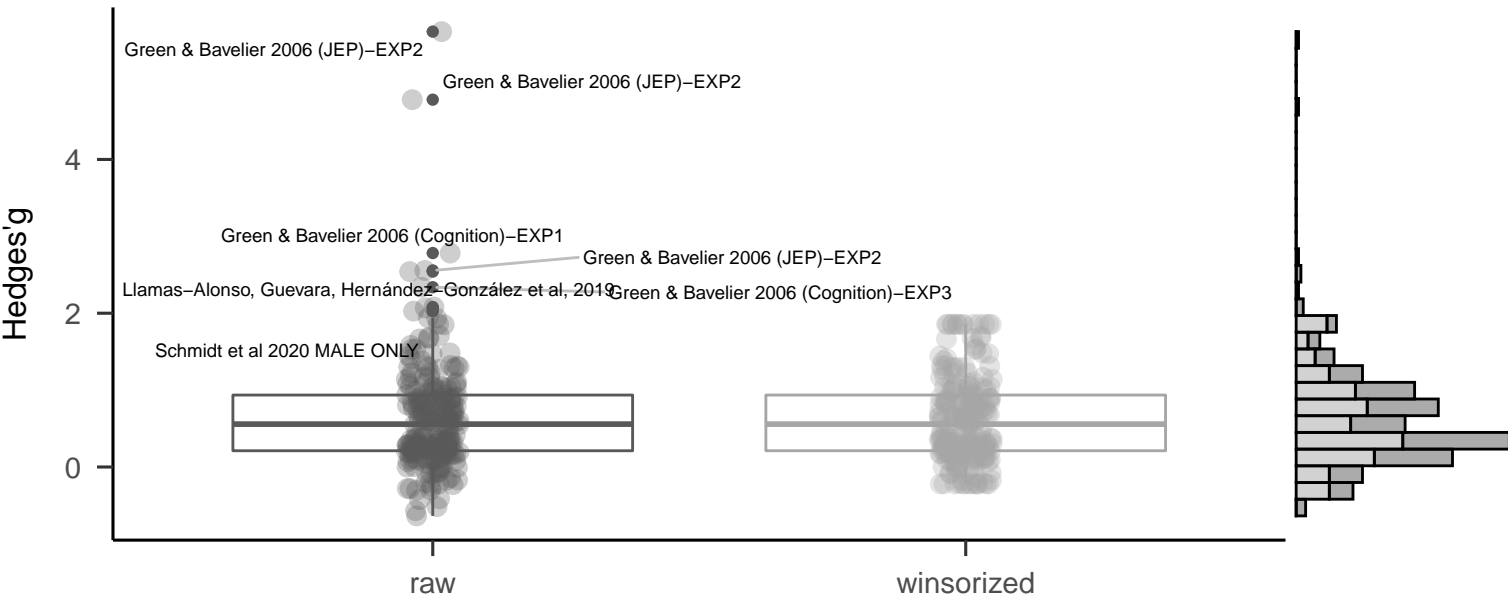 Green & Bavelier 2006 (JEP)−EXP2
Green & Bavelier 2006 (JEP)−EXP2
4
Green & Bavelier 2006 (Cognition)−EXP1
Green & Bavelier 2006 (JEP)−EXP2
Llamas−Alonso, Guevara, Hernández−González et al, 2019
Green & Bavelier 2006 (Cognition)−EXP3
2
Schmidt et al 2020 MALE ONLY
0
Hedges'g
raw
winsorized